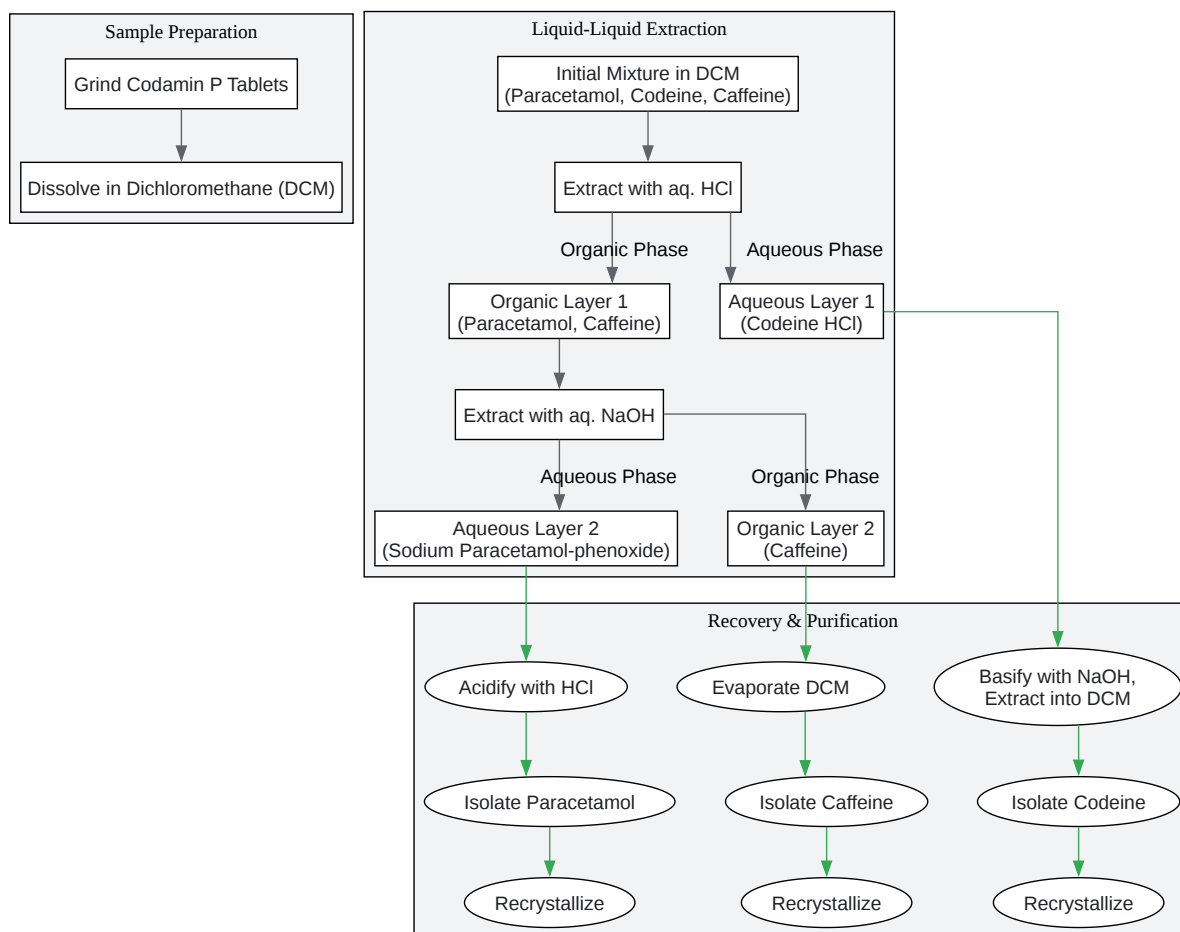 Sample Preparation
Grind Codamin P Tablets
Dissolve in Dichloromethane (DCM)
Liquid-Liquid Extraction
Initial Mixture in DCM
(Paracetamol, Codeine, Caffeine)
Extract with aq. HCl
Organic Phase
Aqueous Phase
Organic Layer 1
(Paracetamol, Caffeine)
Aqueous Layer 1
(Codeine HCl)
Extract with aq. NaOH
Aqueous Phase
Organic Phase
Aqueous Layer 2
(Sodium Paracetamol-phenoxide)
Organic Layer 2
(Caffeine)
Recovery & Purification
Acidify with HCl
Evaporate DCM
Basify with NaOH,
Extract into DCM
Isolate Paracetamol
Isolate Caffeine
Isolate Codeine
Recrystallize
Recrystallize
Recrystallize